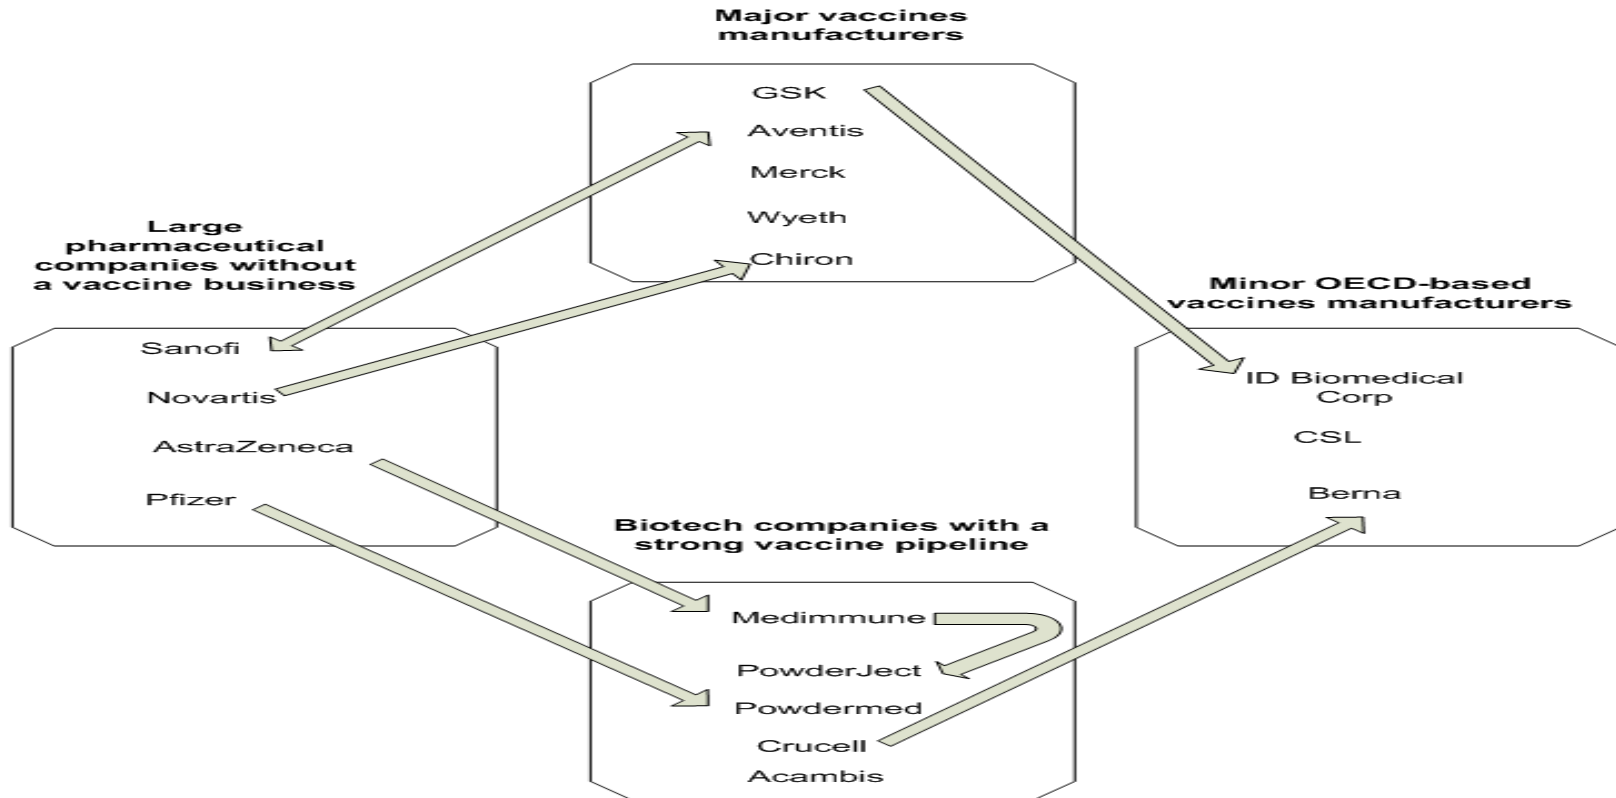 Major vaccines
manufacturers
GSK
Aventis
Merck
Wyeth
Chiron
Large
pharmaceutical
companies without
a vaccine business
Sanofi
Novartis
AstraZeneca
Pfizer
Minor OECD-based
vaccines manufacturers
ID Biomedical
Corp
CSL
Berna
Biotech companies with a
strong vaccine pipeline
Medimmune
PowderJect
Powdermed
Crucell
Acambis